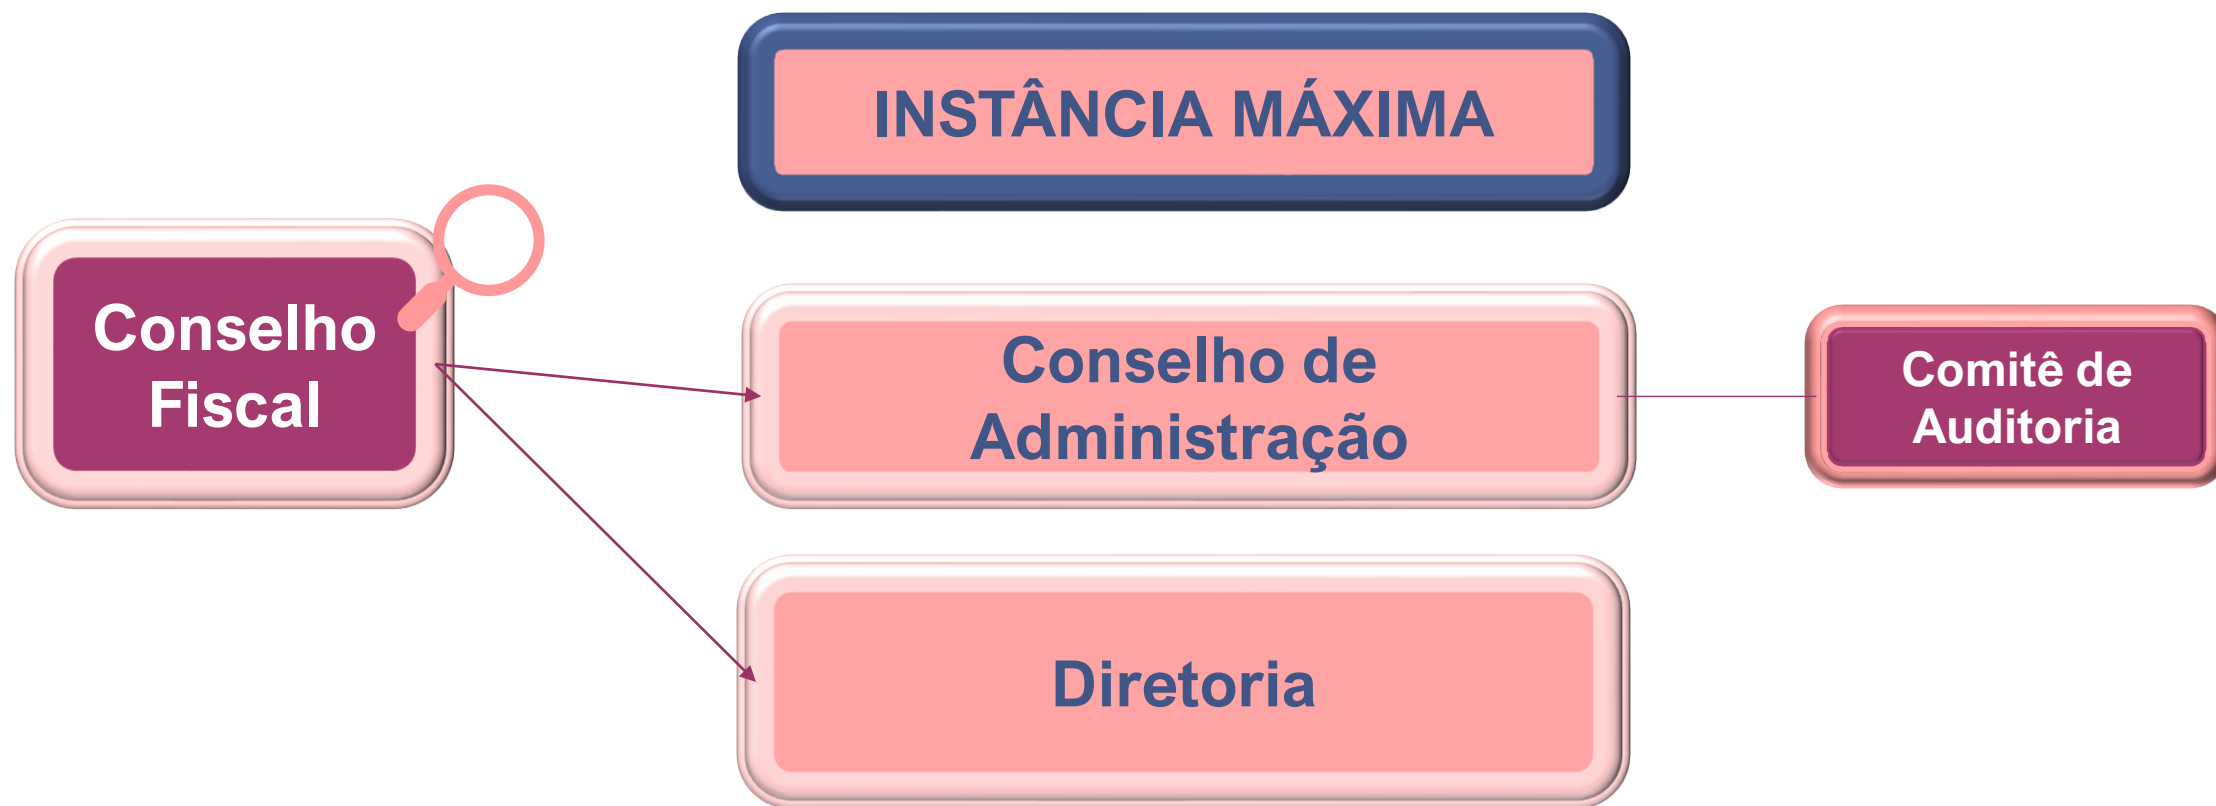 INSTÂNCIA MÁXIMA
Conselho
Fiscal
Conselho de
Administração
Comitê de
Auditoria
Diretoria